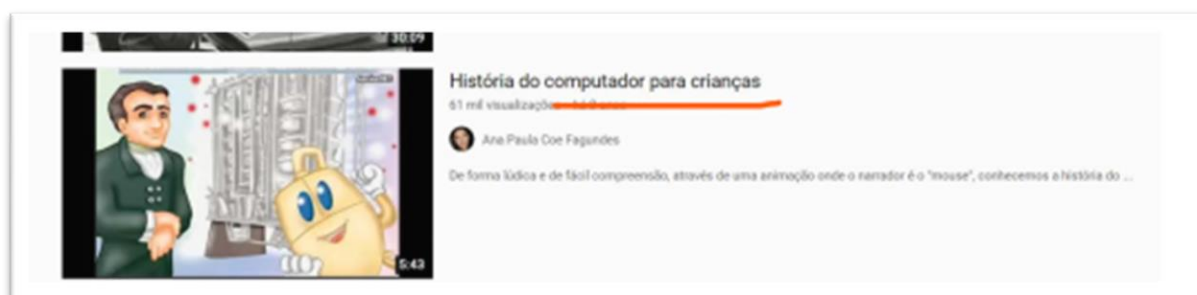 30:09
História do computador para crianças
61 mil visualizações
Ana Paula Coe Fagundes
De forma lúdica e de fácil compreensão, através de uma animação onde o narrador é o "mouse", conhecemos a história do ...
5:43